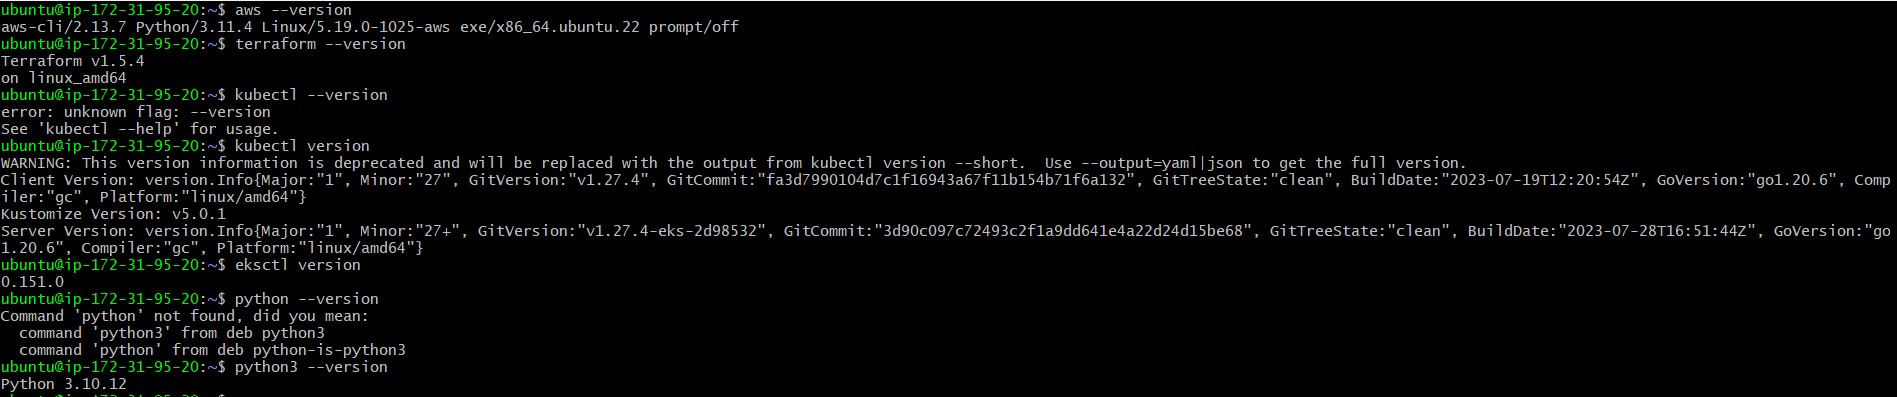 ubuntu@ip-172-31-95-20:~$ aws --version
aws-cli/2.13.7 Python/3.11.4 Linux/5.19.0-1025-aws exe/x86_64.ubuntu.22 prompt/off
ubuntu@ip-172-31-95-20:~$ terraform --version
Terraform v1.5.4
on linux_amd64
ubuntu@ip-172-31-95-20:~$ kubectl --version
error: unknown flag: --version
See 'kubectl --help' for usage.
ubuntu@ip-172-31-95-20:~$ kubectl version
WARNING: This version information is deprecated and will be replaced with the output from kubectl version --short.  Use --output=yaml|json to get the full version.
Client Version: version.Info{Major:"1", Minor:"27", GitVersion:"v1.27.4", GitCommit:"fa3d7990104d7c1f16943a67f11b154b71f6a132", GitTreeState:"clean", BuildDate:"2023-07-19T12:20:54Z", GoVersion:"go1.20.6", Comp
iler:"gc", Platform:"linux/amd64"}
Kustomize Version: v5.0.1
Server Version: version.Info{Major:"1", Minor:"27+", GitVersion:"v1.27.4-eks-2d98532", GitCommit:"3d90c097c72493c2f1a9dd641e4a22d24d15be68", GitTreeState:"clean", BuildDate:"2023-07-28T16:51:44Z", GoVersion:"go
1.20.6", Compiler:"gc", Platform:"linux/amd64"}
ubuntu@ip-172-31-95-20:~$ eksctl version
0.151.0
ubuntu@ip-172-31-95-20:~$ python --version
Command 'python' not found, did you mean:
  command 'python3' from deb python3
  command 'python' from deb python-is-python3
ubuntu@ip-172-31-95-20:~$ python3 --version
Python 3.10.12